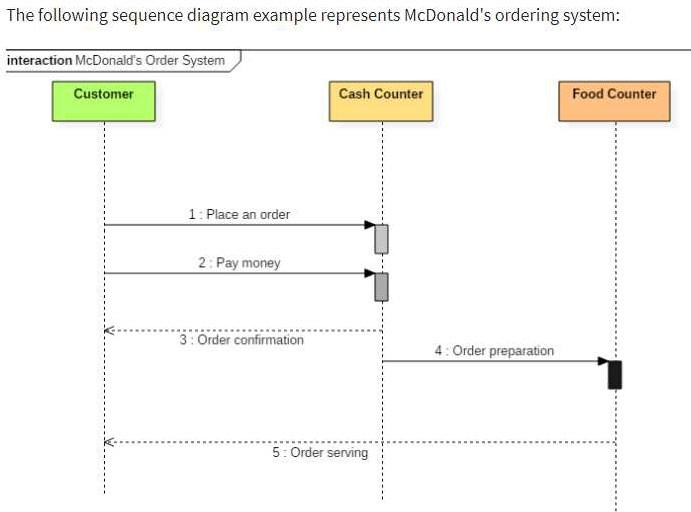 The following sequence diagram example represents McDonald's ordering system:
interaction McDonald's Order System
Customer
Cash Counter
Food Counter
1 : Place an order
2 : Pay money
3 : Order confirmation
4 : Order preparation
5 : Order serving